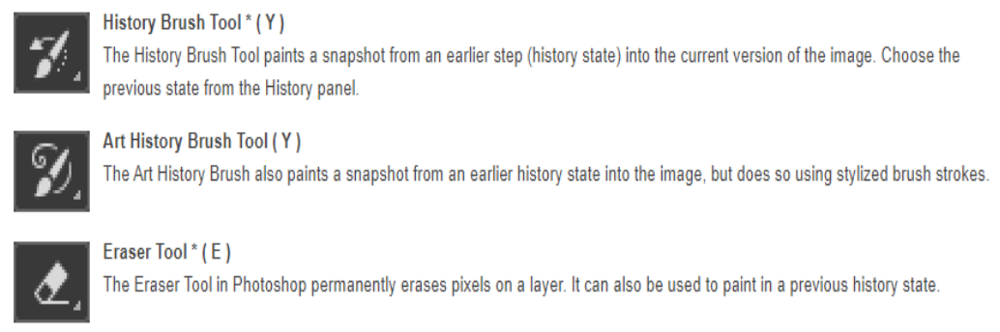 History Brush Tool * ( Y )
The History Brush Tool paints a snapshot from an earlier step (history state) into the current version of the image. Choose the
previous state from the History panel.
Art History Brush Tool ( Y )
The Art History Brush also paints a snapshot from an earlier history state into the image, but does so using stylized brush strokes.
Eraser Tool * ( E )
The Eraser Tool in Photoshop permanently erases pixels on a layer. It can also be used to paint in a previous history state.